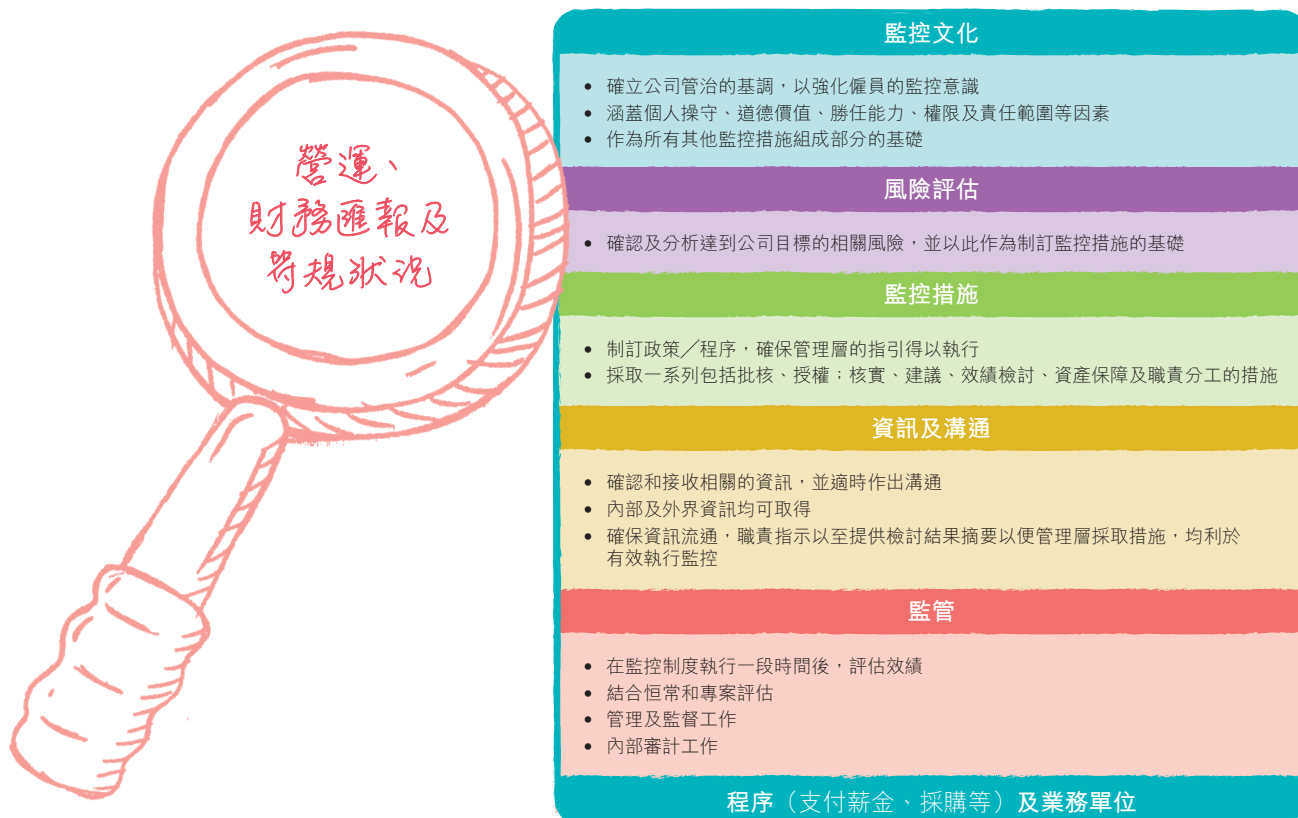 營運、
財務匯報及
符規狀況
監控文化
• 確立公司管治的基調，以強化僱員的監控意識
• 涵蓋個人操守、道德價值、勝任能力、權限及責任範圍等因素
• 作為所有其他監控措施組成部分的基礎
風險評估
• 確認及分析達到公司目標的相關風險，並以此作為制訂監控措施的基礎
監控措施
• 制訂政策／程序，確保管理層的指引得以執行
• 採取一系列包括批核、授權；核實、建議、效績檢討、資產保障及職責分工的措施
資訊及溝通
• 確認和接收相關的資訊，並適時作出溝通
• 內部及外界資訊均可取得
• 確保資訊流通，職責指示以至提供檢討結果摘要以便管理層採取措施，均利於
有效執行監控
監管
• 在監控制度執行一段時間後，評估效績
• 結合恒常和專案評估
• 管理及監督工作
• 內部審計工作
程序（支付薪金、採購等）及業務單位